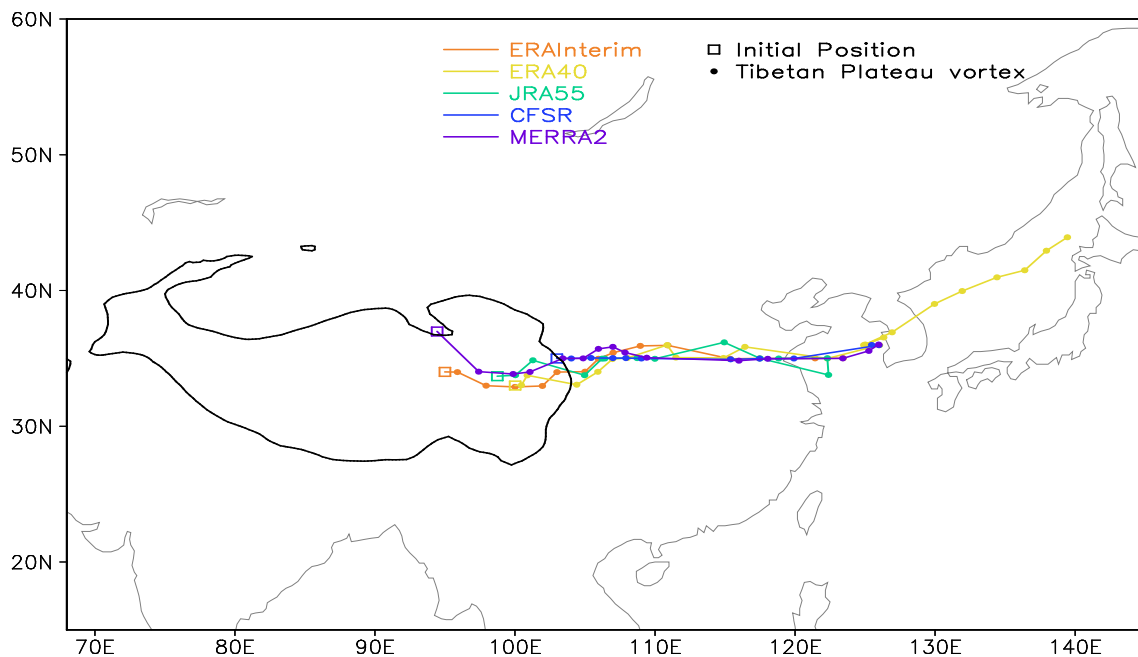 60N
50N
40N
30N
20N
ERAInterim
ERA40
JRA55
CFSR
MERRA2
Initial Position
Tibetan Plateau vortex
70E 80E 90E 100E 110E 120E 130E 140E